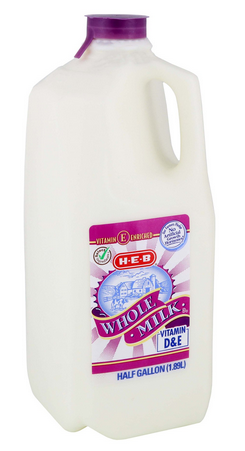 VITAMIN E ENRICHED
H-E-B
No
Artificial
Growth
Hormones
WHOLE
MILK
VITAMIN
D&E
HALF GALLON (1.89L)